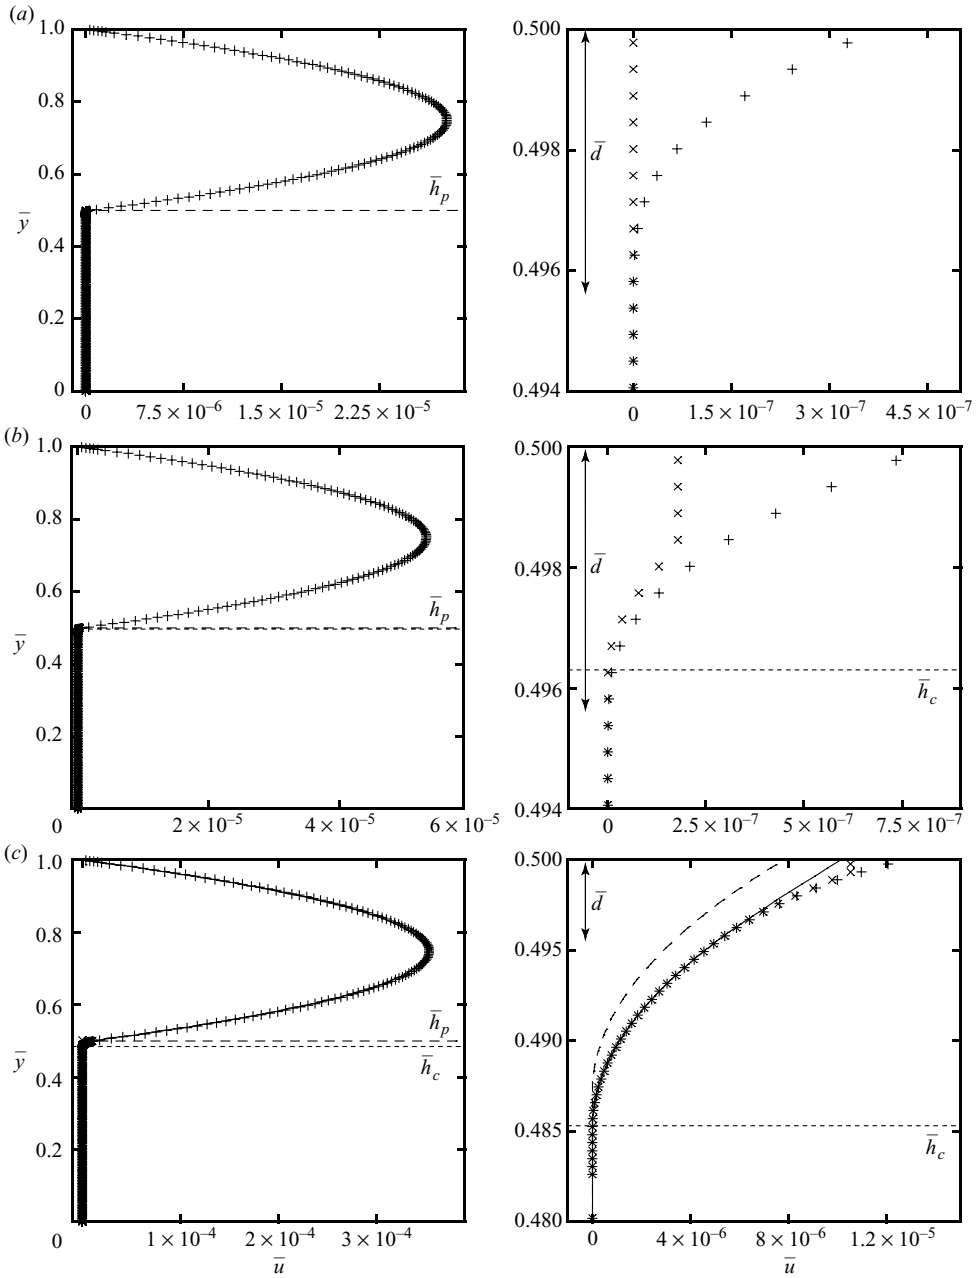 (a)
1.0
0.8
0.6
0.4
0.2
0
ȳ
h̄ₚ
0
7.5 × 10⁻⁶
1.5 × 10⁻⁵
2.25 × 10⁻⁵
0.500
0.498
0.496
0.494
d̄
0
1.5 × 10⁻⁷
3 × 10⁻⁷
4.5 × 10⁻⁷
(b)
1.0
0.8
0.6
0.4
0.2
0
ȳ
h̄ₚ
2 × 10⁻⁵
4 × 10⁻⁵
6 × 10⁻⁵
0.500
0.498
0.496
0.494
d̄
h̄_c
0
2.5 × 10⁻⁷
5 × 10⁻⁷
7.5 × 10⁻⁷
(c)
1.0
0.8
0.6
0.4
0.2
0
ȳ
h̄ₚ
h̄_c
1 × 10⁻⁴
2 × 10⁻⁴
3 × 10⁻⁴
ū
0.500
0.495
0.490
0.485
0.480
d̄
h̄_c
0
4 × 10⁻⁶
8 × 10⁻⁶
1.2 × 10⁻⁵
ū